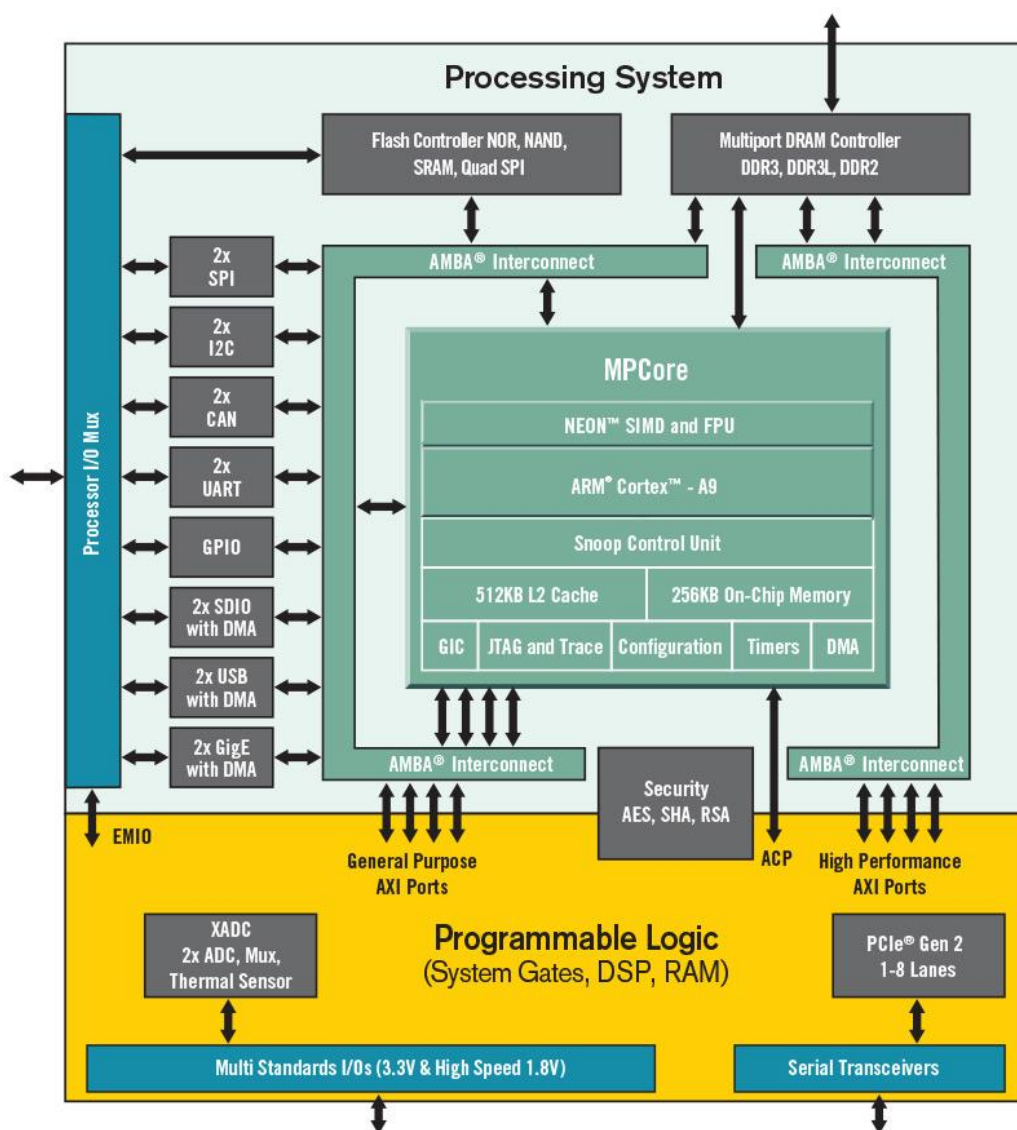 Processing System
Flash Controller NOR, NAND,
SRAM, Quad SPI
Multiport DRAM Controller
DDR3, DDR3L, DDR2
AMBA® Interconnect
AMBA® Interconnect
Processor I/O Mux
2x
SPI
2x
I2C
2x
CAN
2x
UART
GPIO
2x SDIO
with DMA
2x USB
with DMA
2x GigE
with DMA
MPCore
NEON™ SIMD and FPU
ARM® Cortex™ - A9
Snoop Control Unit
512KB L2 Cache
256KB On-Chip Memory
GIC
JTAG and Trace
Configuration
Timers
DMA
AMBA® Interconnect
AMBA® Interconnect
Security
AES, SHA, RSA
EMIO
General Purpose
AXI Ports
ACP
High Performance
AXI Ports
XADC
2x ADC, Mux,
Thermal Sensor
Programmable Logic
(System Gates, DSP, RAM)
PCIe® Gen 2
1-8 Lanes
Multi Standards I/Os (3.3V & High Speed 1.8V)
Serial Transceivers